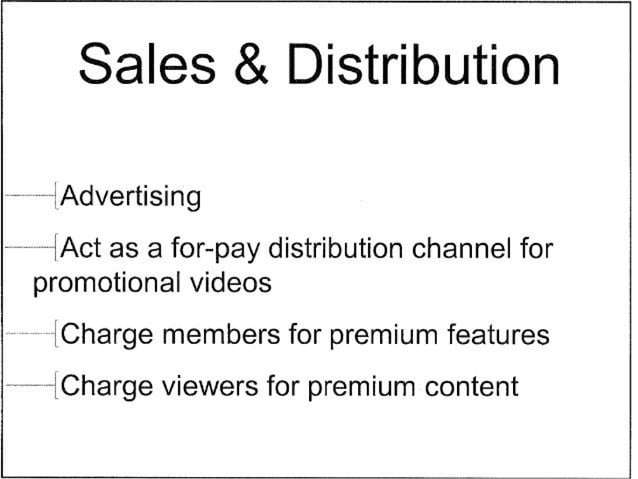 Sales & Distribution
Advertising
Act as a for-pay distribution channel for
promotional videos
Charge members for premium features
Charge viewers for premium content